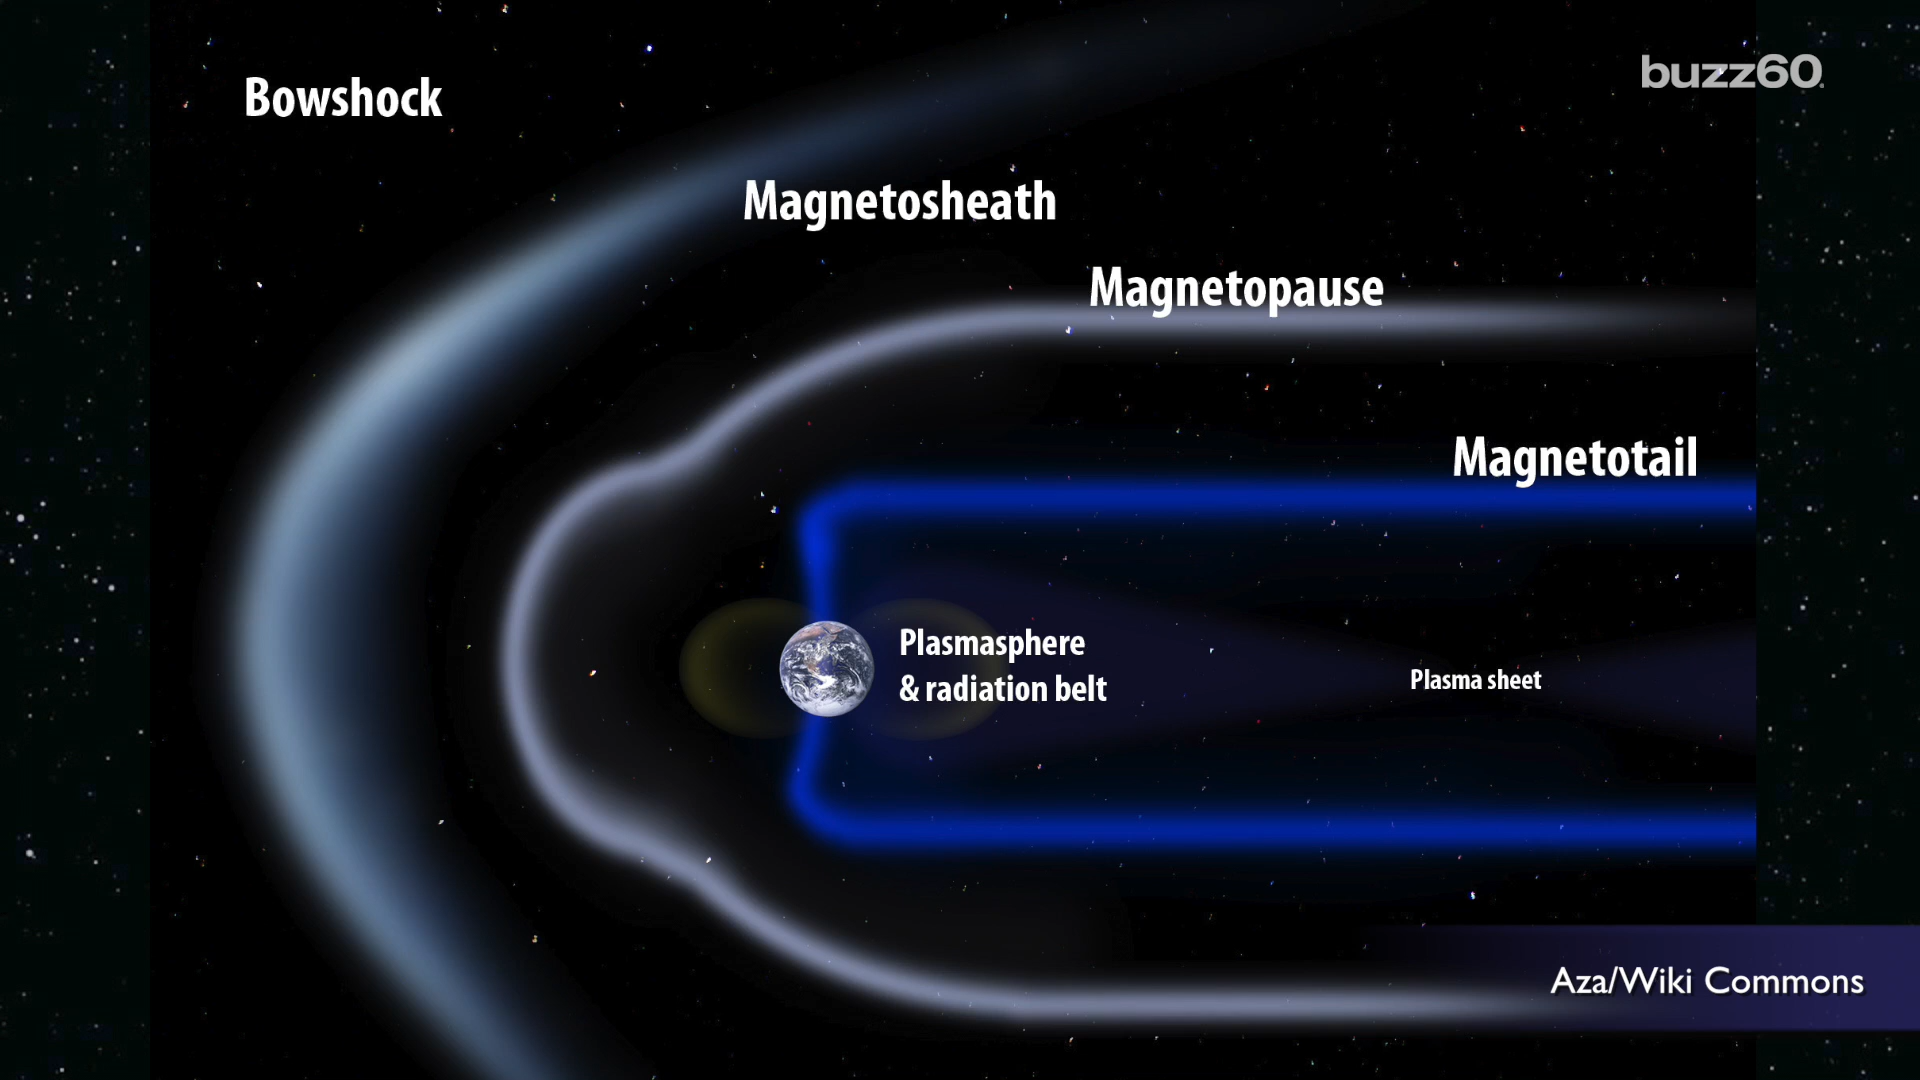 Bowshock
buzz60
Magnetosheath
Magnetopause
Magnetotail
Plasmasphere
& radiation belt
Plasma sheet
Aza/Wiki Commons